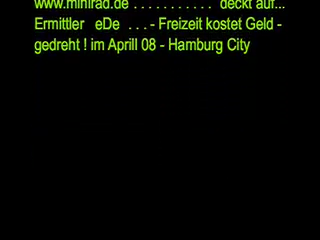 www.minirad.de . . . . . . . . . . . deckt auf...
Ermittler eDe . . . - Freizeit kostet Geld -
gedreht ! im Aprill 08 - Hamburg City